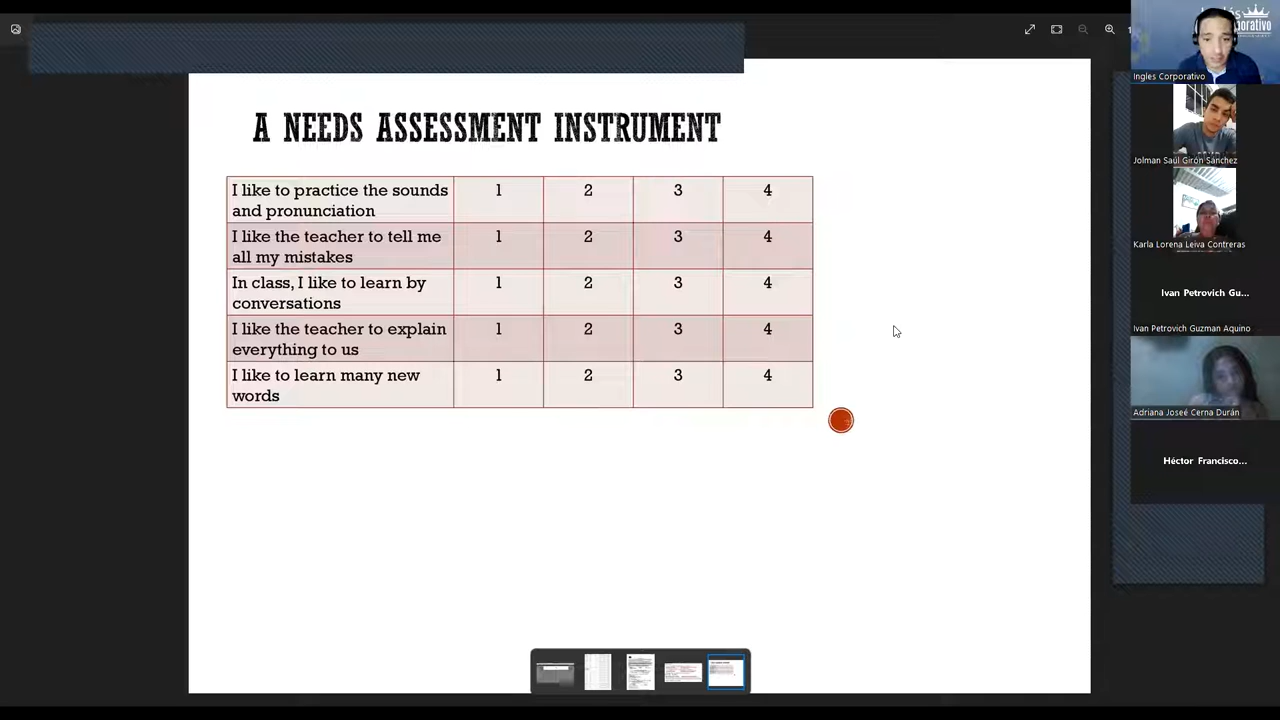 A NEEDS ASSESSMENT INSTRUMENT
I like to practice the sounds
and pronunciation
1 2 3 4
I like the teacher to tell me
all my mistakes
1 2 3 4
In class, I like to learn by
conversations
1 2 3 4
I like the teacher to explain
everything to us
1 2 3 4
I like to learn many new
words
1 2 3 4
Ingles Corporativo
Jolman Saúl Girón Sánchez
Karla Lorena Leiva Contreras
Ivan Petrovich Gu...
Ivan Petrovich Guzman Aquino
Adriana Joseé Cerna Durán
Héctor Francisco...